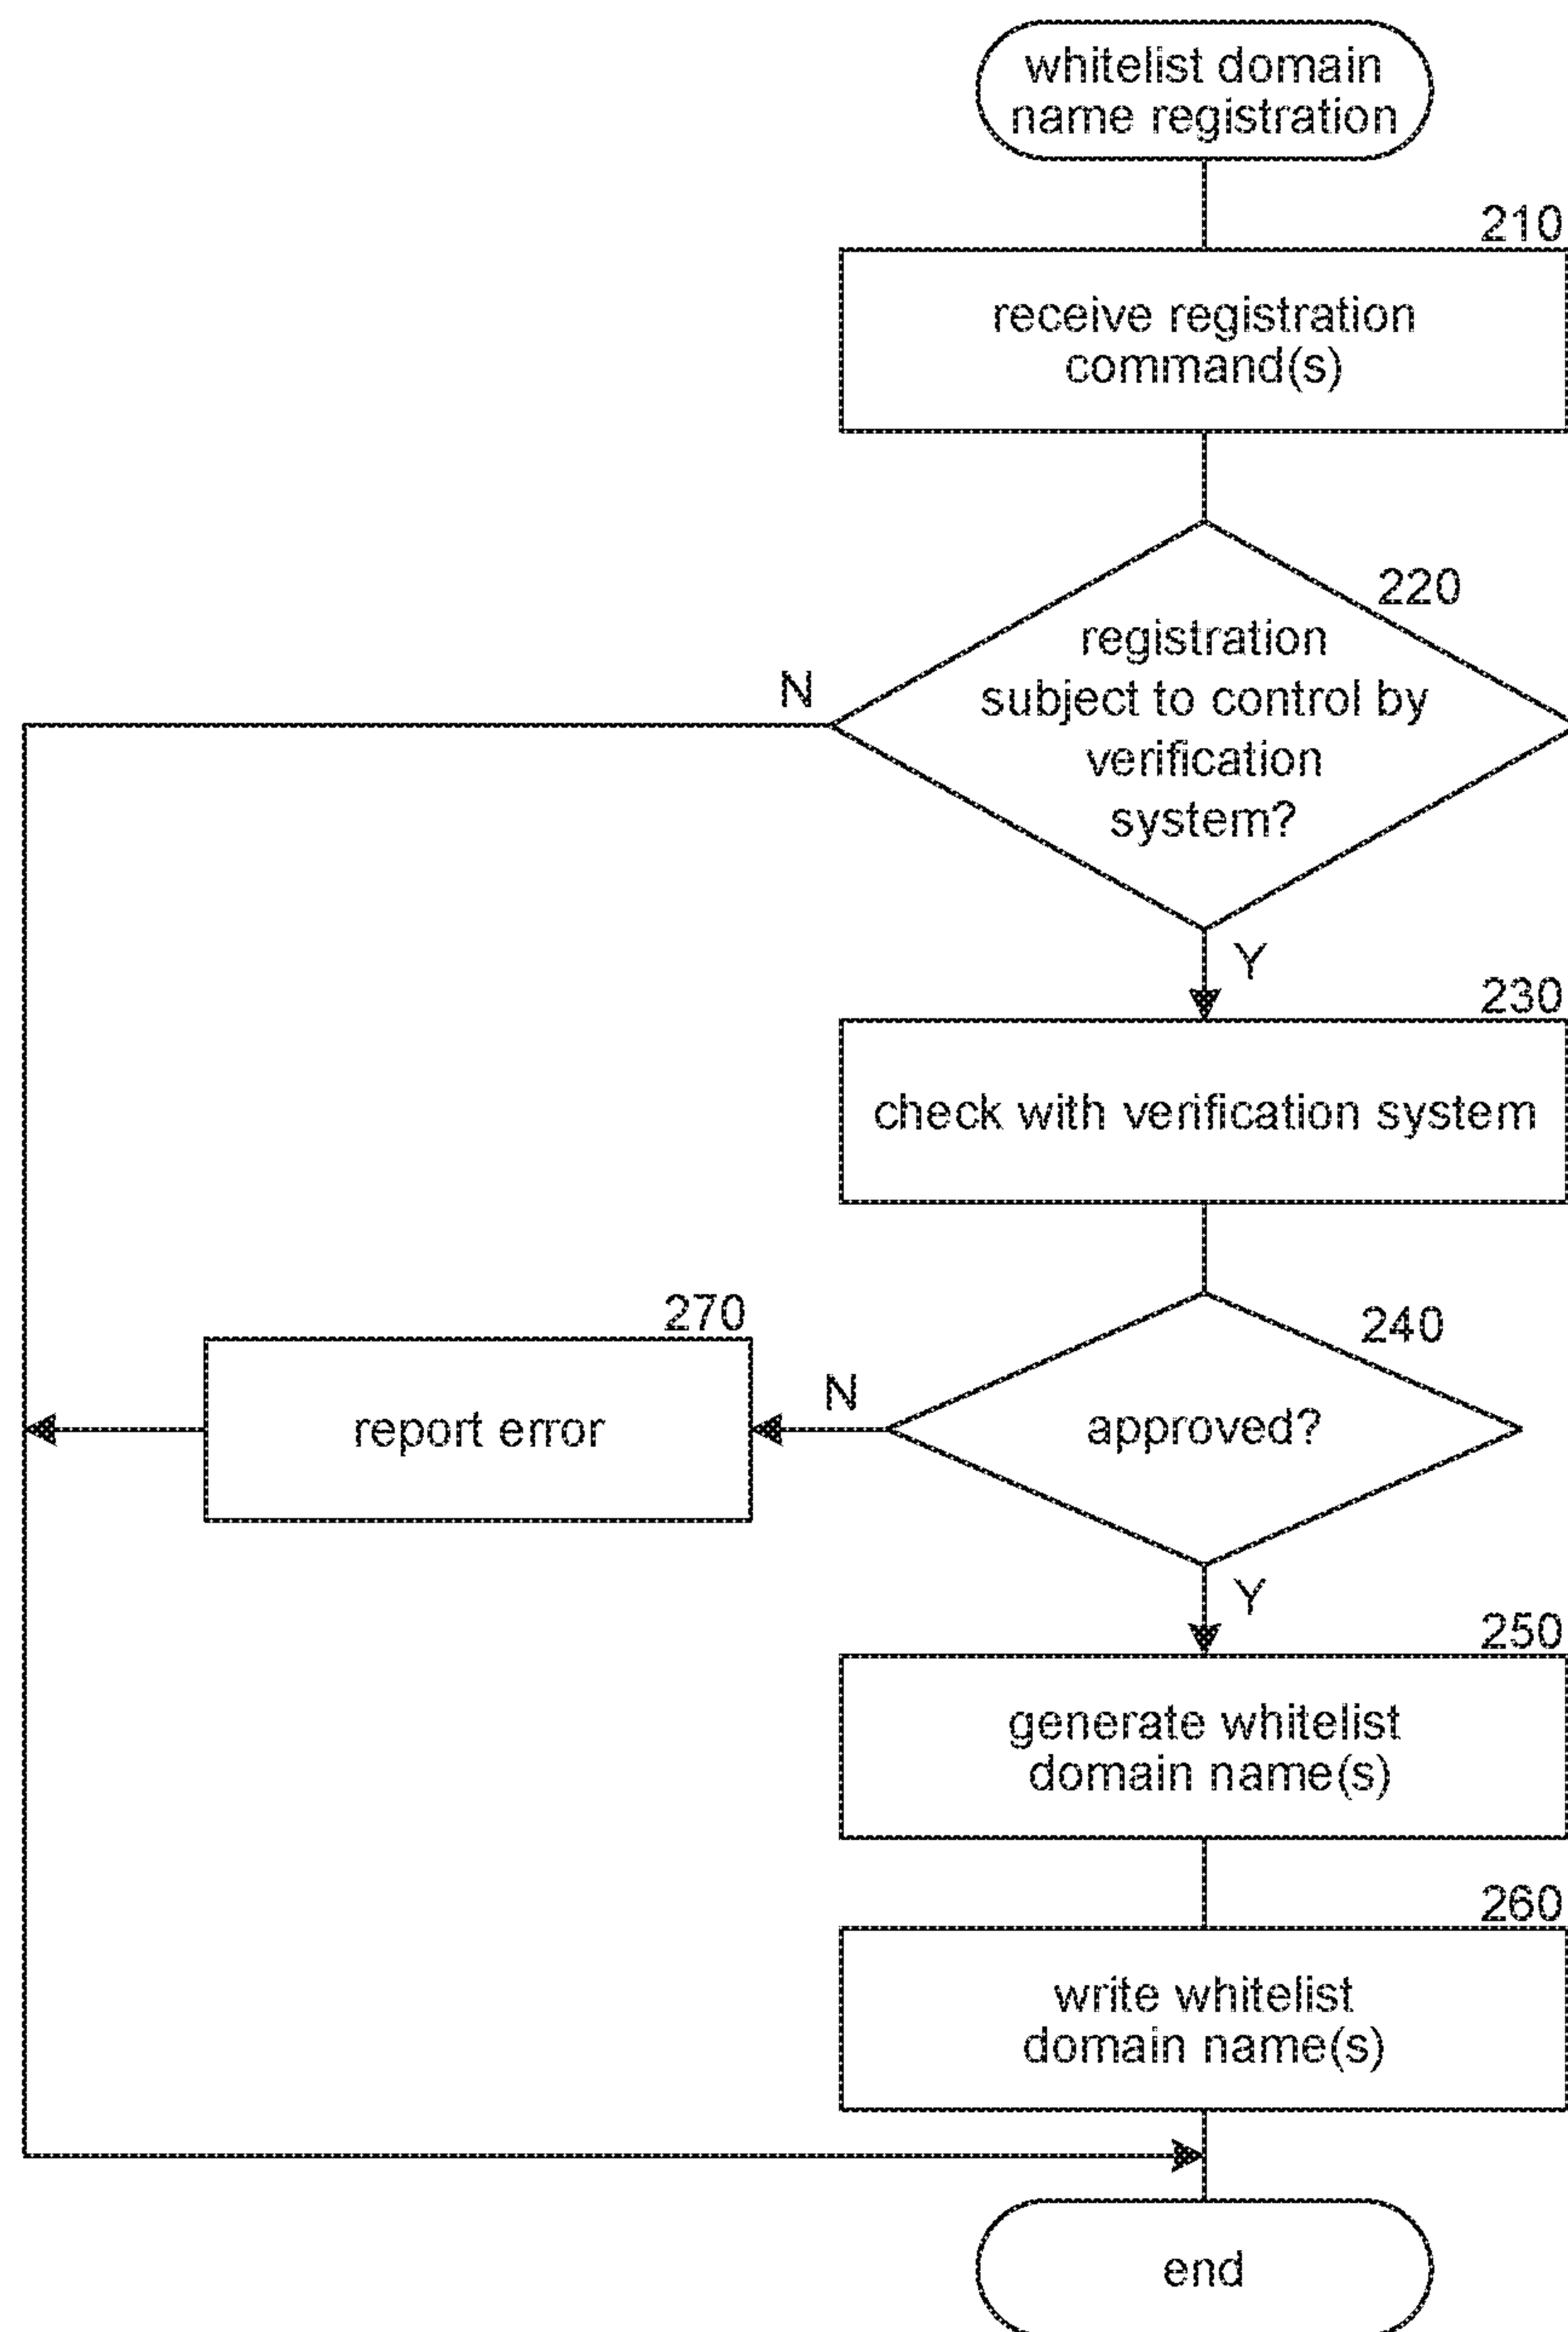 whitelist domain
name registration
210
receive registration
command(s)
220
registration
subject to control by
verification
system?
N
Y
230
check with verification system
240
approved?
N
270
report error
Y
250
generate whitelist
domain name(s)
260
write whitelist
domain name(s)
end